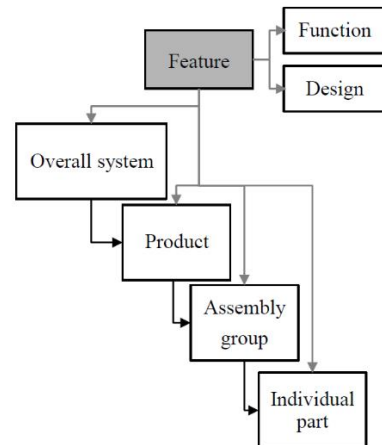 Function
Feature
Design
Overall system
Product
Assembly
group
Individual
part